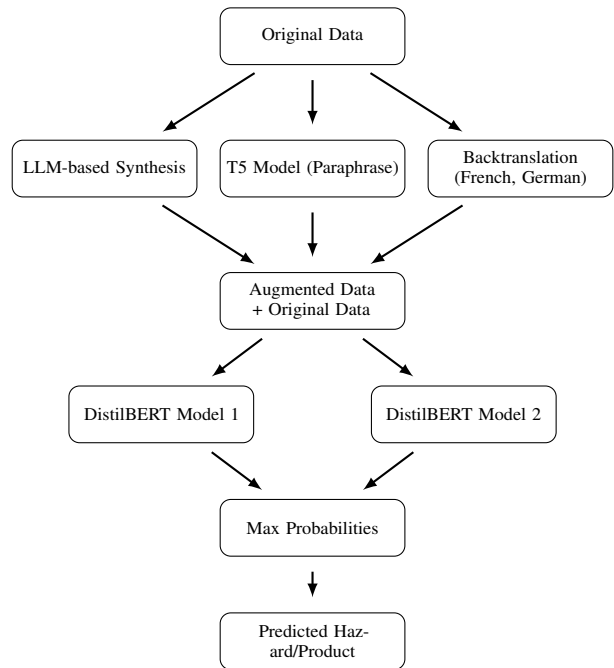 Original Data
LLM-based Synthesis
T5 Model (Paraphrase)
Backtranslation
(French, German)
Augmented Data
+ Original Data
DistilBERT Model 1
DistilBERT Model 2
Max Probabilities
Predicted Haz-
ard/Product